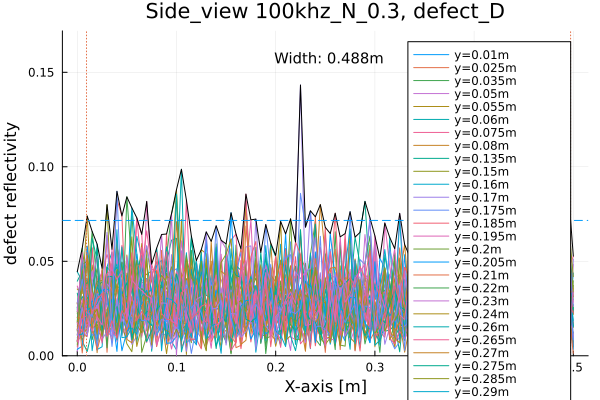 Side_view 100khz_N_0.3, defect_D
Width: 0.488m
defect reflectivity
0.15
0.10
0.05
0.00
0.0
0.1
0.2
0.3
.5
X-axis [m]
y=0.01m
y=0.025m
y=0.035m
y=0.05m
y=0.055m
y=0.06m
y=0.075m
y=0.08m
y=0.135m
y=0.15m
y=0.16m
y=0.17m
y=0.175m
y=0.185m
y=0.195m
y=0.2m
y=0.205m
y=0.21m
y=0.22m
y=0.23m
y=0.24m
y=0.26m
y=0.265m
y=0.27m
y=0.275m
y=0.285m
y=0.29m